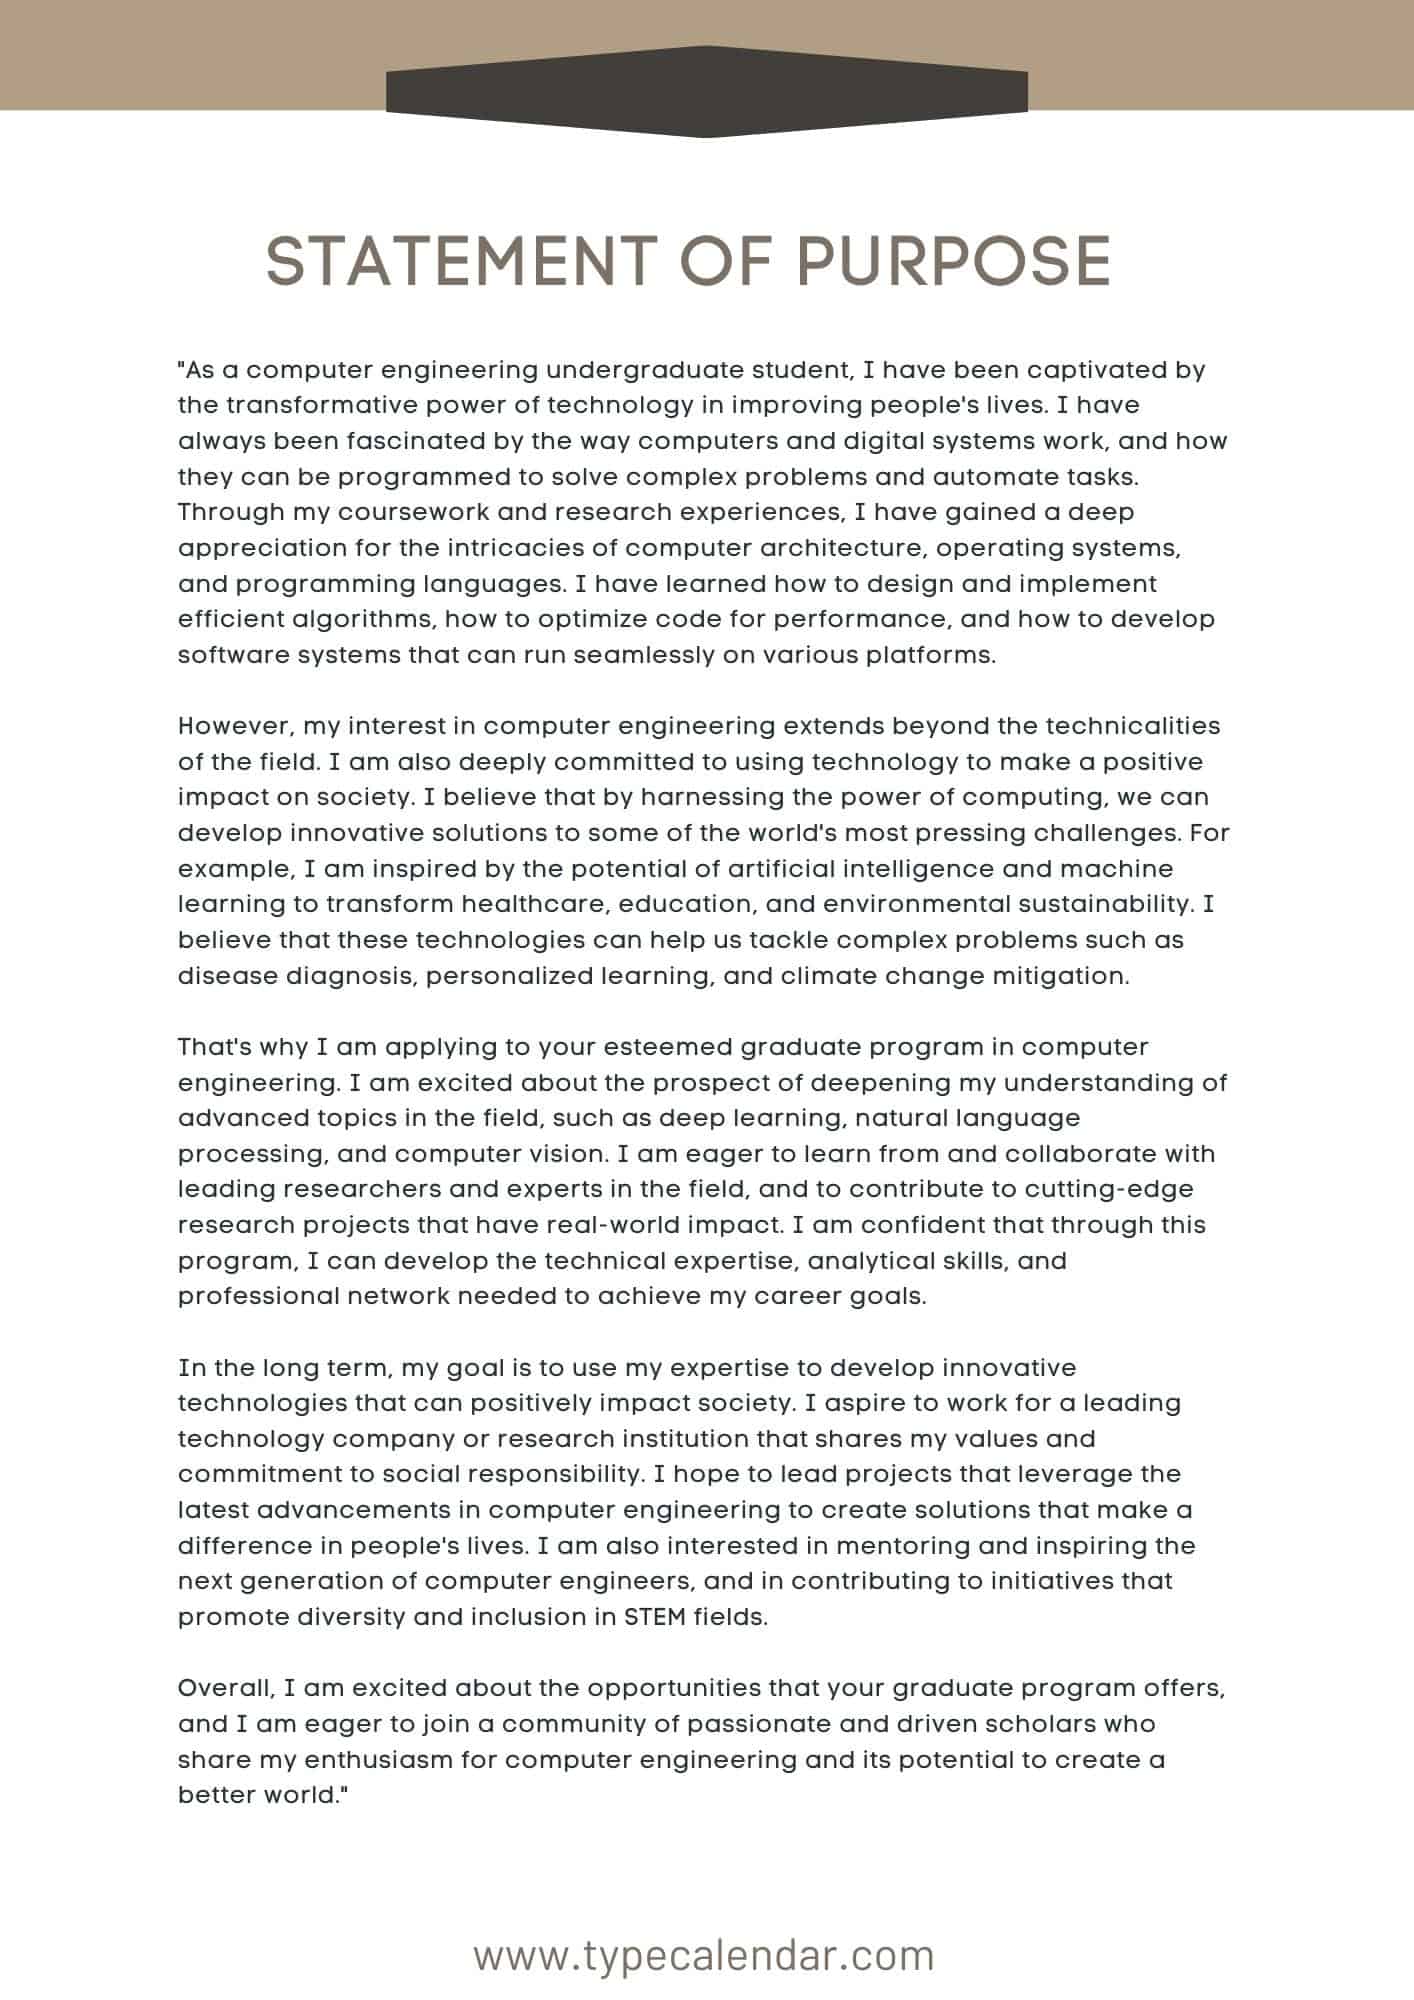 STATEMENT OF PURPOSE
"As a computer engineering undergraduate student, I have been captivated by
the transformative power of technology in improving people's lives. I have
always been fascinated by the way computers and digital systems work, and how
they can be programmed to solve complex problems and automate tasks.
Through my coursework and research experiences, I have gained a deep
appreciation for the intricacies of computer architecture, operating systems,
and programming languages. I have learned how to design and implement
efficient algorithms, how to optimize code for performance, and how to develop
software systems that can run seamlessly on various platforms.
However, my interest in computer engineering extends beyond the technicalities
of the field. I am also deeply committed to using technology to make a positive
impact on society. I believe that by harnessing the power of computing, we can
develop innovative solutions to some of the world's most pressing challenges. For
example, I am inspired by the potential of artificial intelligence and machine
learning to transform healthcare, education, and environmental sustainability. I
believe that these technologies can help us tackle complex problems such as
disease diagnosis, personalized learning, and climate change mitigation.
That's why I am applying to your esteemed graduate program in computer
engineering. I am excited about the prospect of deepening my understanding of
advanced topics in the field, such as deep learning, natural language
processing, and computer vision. I am eager to learn from and collaborate with
leading researchers and experts in the field, and to contribute to cutting-edge
research projects that have real-world impact. I am confident that through this
program, I can develop the technical expertise, analytical skills, and
professional network needed to achieve my career goals.
In the long term, my goal is to use my expertise to develop innovative
technologies that can positively impact society. I aspire to work for a leading
technology company or research institution that shares my values and
commitment to social responsibility. I hope to lead projects that leverage the
latest advancements in computer engineering to create solutions that make a
difference in people's lives. I am also interested in mentoring and inspiring the
next generation of computer engineers, and in contributing to initiatives that
promote diversity and inclusion in STEM fields.
Overall, I am excited about the opportunities that your graduate program offers,
and I am eager to join a community of passionate and driven scholars who
share my enthusiasm for computer engineering and its potential to create a
better world."
www.typecalendar.com